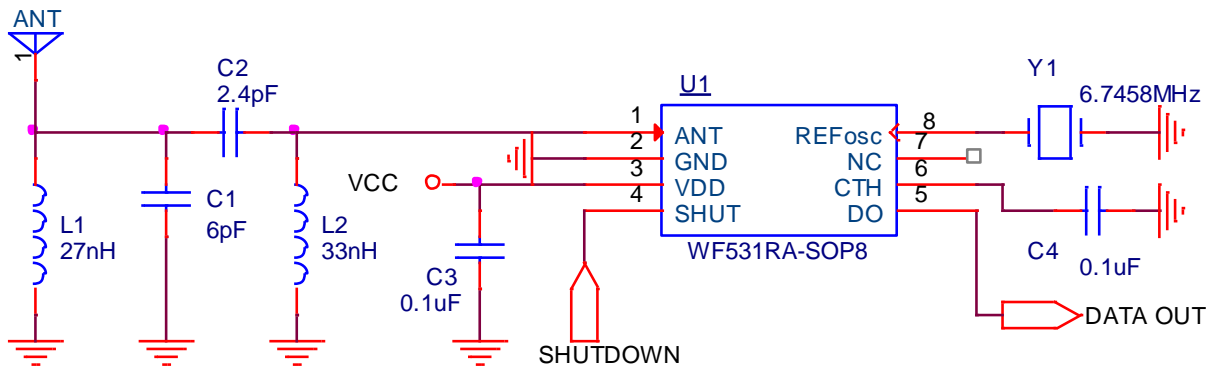 ANT
1
C2
2.4pF
L1
27nH
C1
6pF
L2
33nH
VCC
C3
0.1uF
SHUTDOWN
U1
1
2
3
4
ANT
GND
VDD
SHUT
REFosc
NC
CTH
DO
8
7
6
5
WF531RA-SOP8
Y1
6.7458MHz
C4
0.1uF
DATA OUT